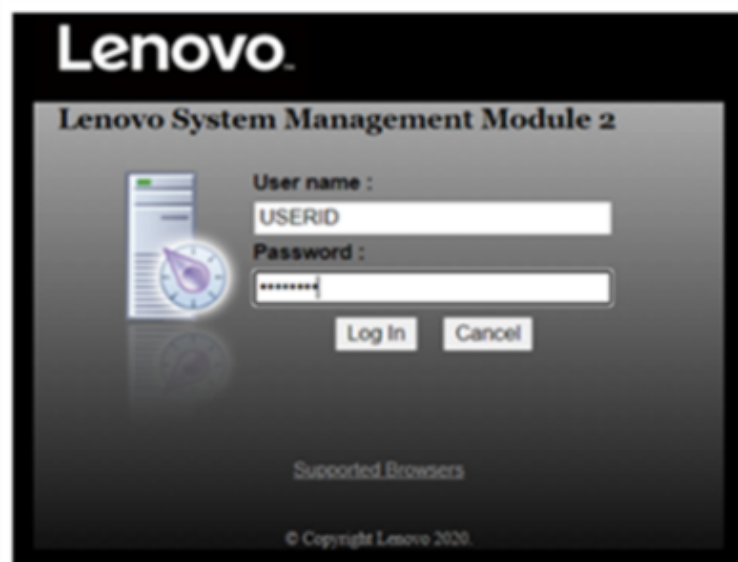 Lenovo
Lenovo System Management Module 2
User name :
USERID
Password :
••••••••
Log In
Cancel
Supported Browsers
© Copyright Lenovo 2020.